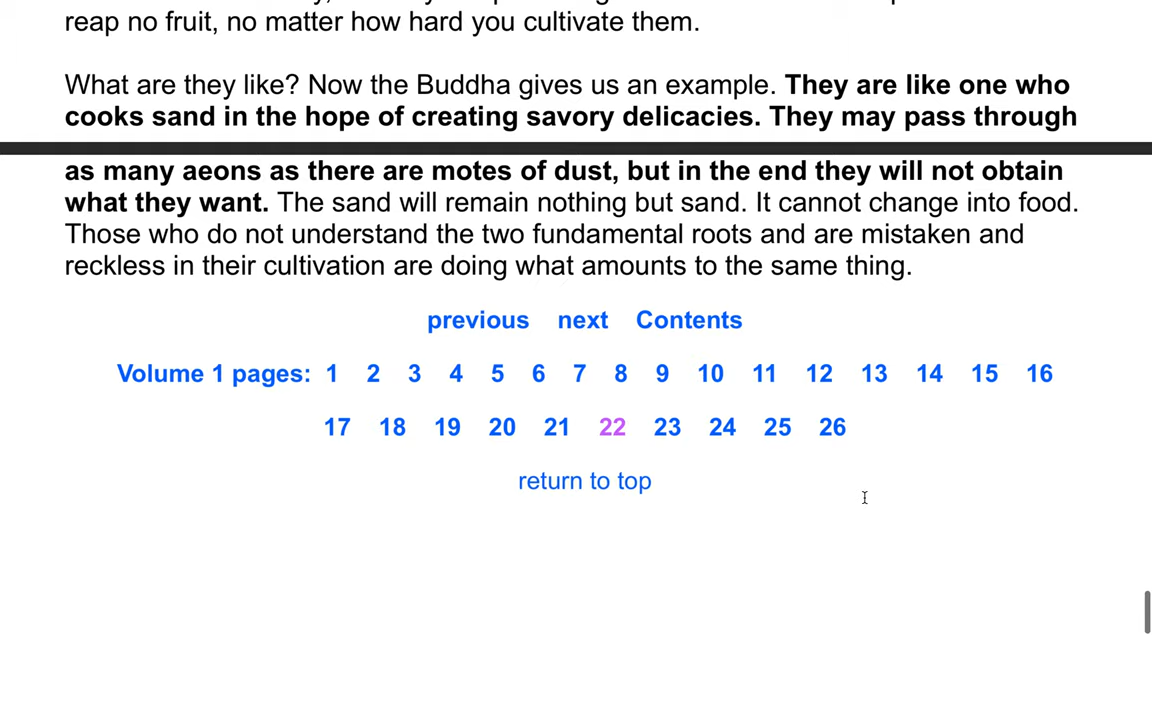 reap no fruit, no matter how hard you cultivate them.
What are they like? Now the Buddha gives us an example. They are like one who
cooks sand in the hope of creating savory delicacies. They may pass through
as many aeons as there are motes of dust, but in the end they will not obtain
what they want. The sand will remain nothing but sand. It cannot change into food.
Those who do not understand the two fundamental roots and are mistaken and
reckless in their cultivation are doing what amounts to the same thing.
previous next Contents
Volume 1 pages: 1 2 3 4 5 6 7 8 9 10 11 12 13 14 15 16
17 18 19 20 21 22 23 24 25 26
return to top